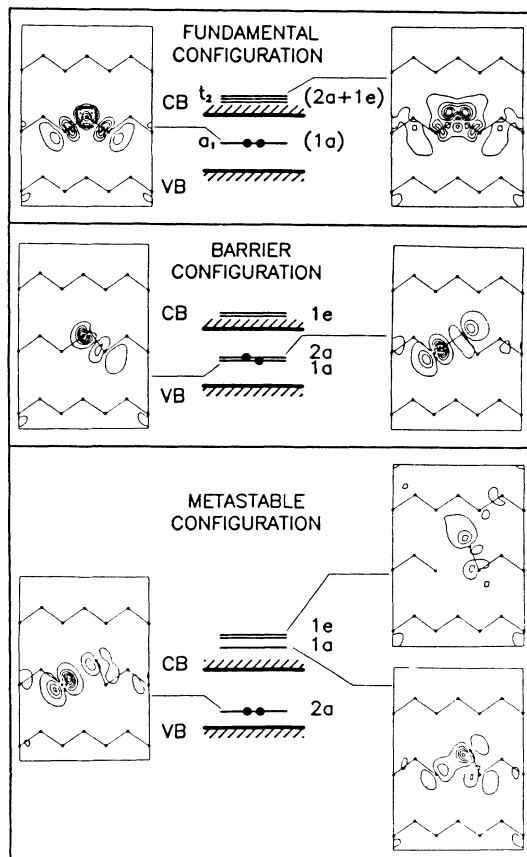 FUNDAMENTAL
CONFIGURATION
t₂
CB
(2a+1e)
a₁
(1a)
VB
BARRIER
CONFIGURATION
CB
1e
2a
1a
VB
METASTABLE
CONFIGURATION
1e
1a
CB
2a
VB